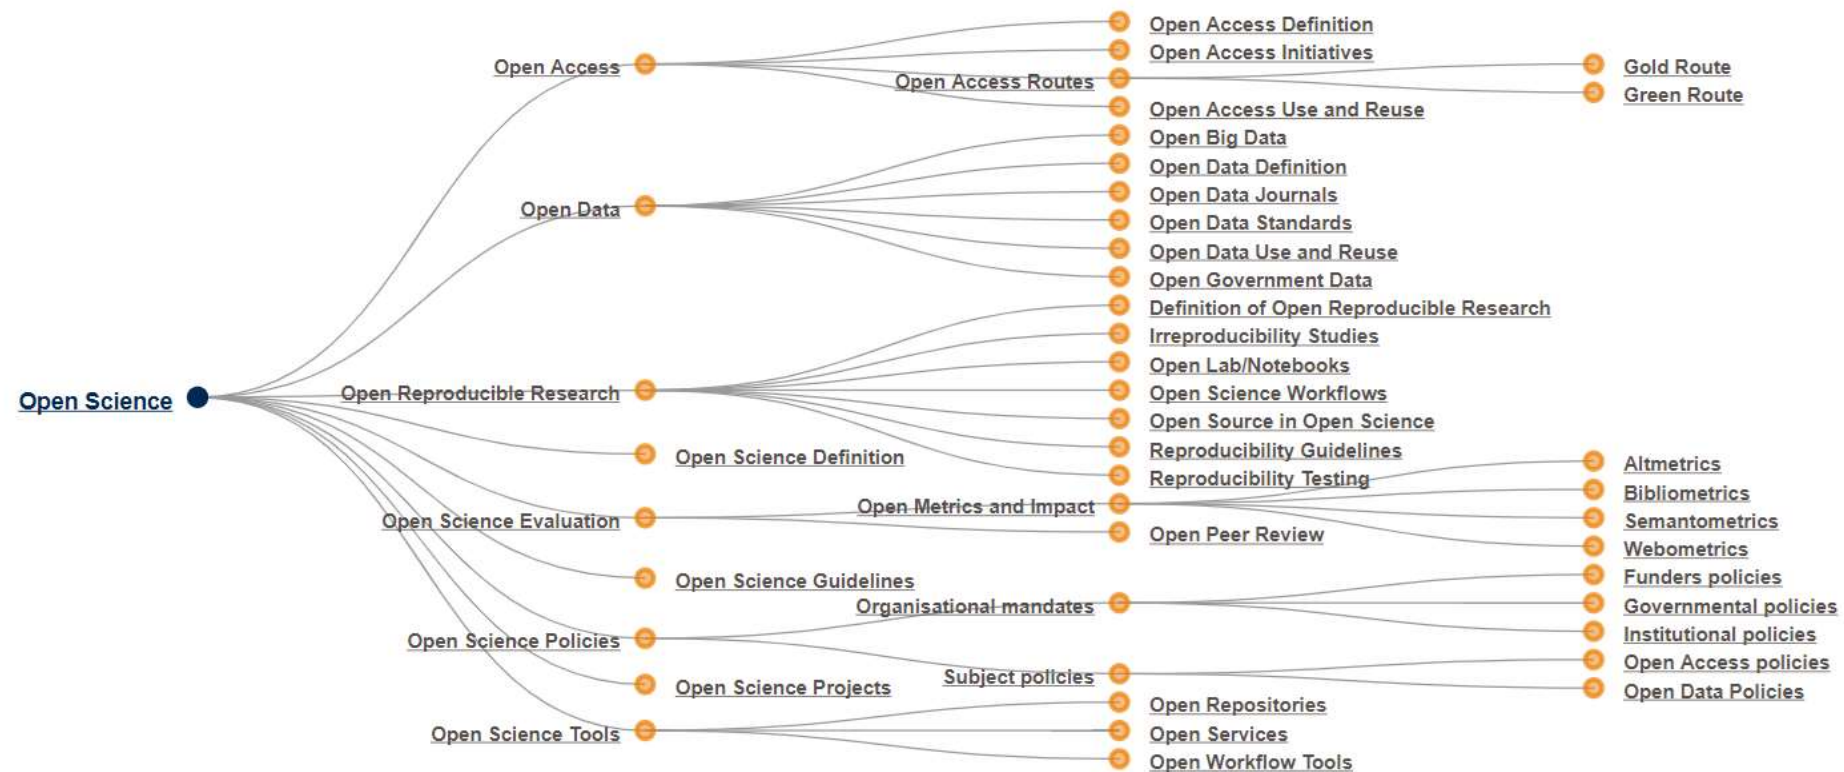 Open Science
Open Access
Open Access Definition
Open Access Initiatives
Open Access Routes
Gold Route
Green Route
Open Access Use and Reuse
Open Data
Open Big Data
Open Data Definition
Open Data Journals
Open Data Standards
Open Data Use and Reuse
Open Government Data
Open Reproducible Research
Definition of Open Reproducible Research
Irreproducibility Studies
Open Lab/Notebooks
Open Science Workflows
Open Source in Open Science
Reproducibility Guidelines
Reproducibility Testing
Open Science Definition
Open Science Evaluation
Open Metrics and Impact
Altmetrics
Bibliometrics
Semantometrics
Webometrics
Open Peer Review
Open Science Guidelines
Open Science Policies
Organisational mandates
Funders policies
Governmental policies
Institutional policies
Subject policies
Open Access policies
Open Data Policies
Open Science Projects
Open Science Tools
Open Repositories
Open Services
Open Workflow Tools